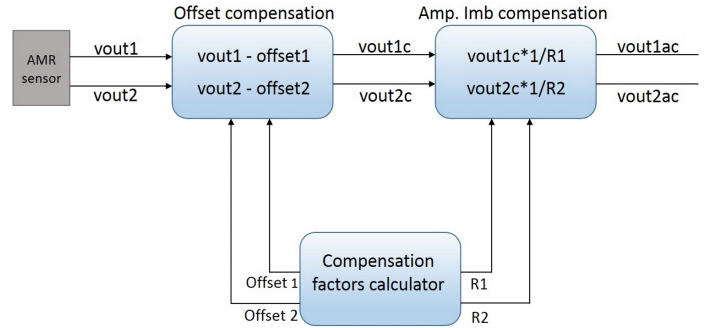 Offset compensation
Amp. Imb compensation
AMR
sensor
vout1
vout2
vout1 - offset1
vout2 - offset2
vout1c
vout2c
vout1c*1/R1
vout2c*1/R2
vout1ac
vout2ac
Compensation
factors calculator
Offset 1
Offset 2
R1
R2